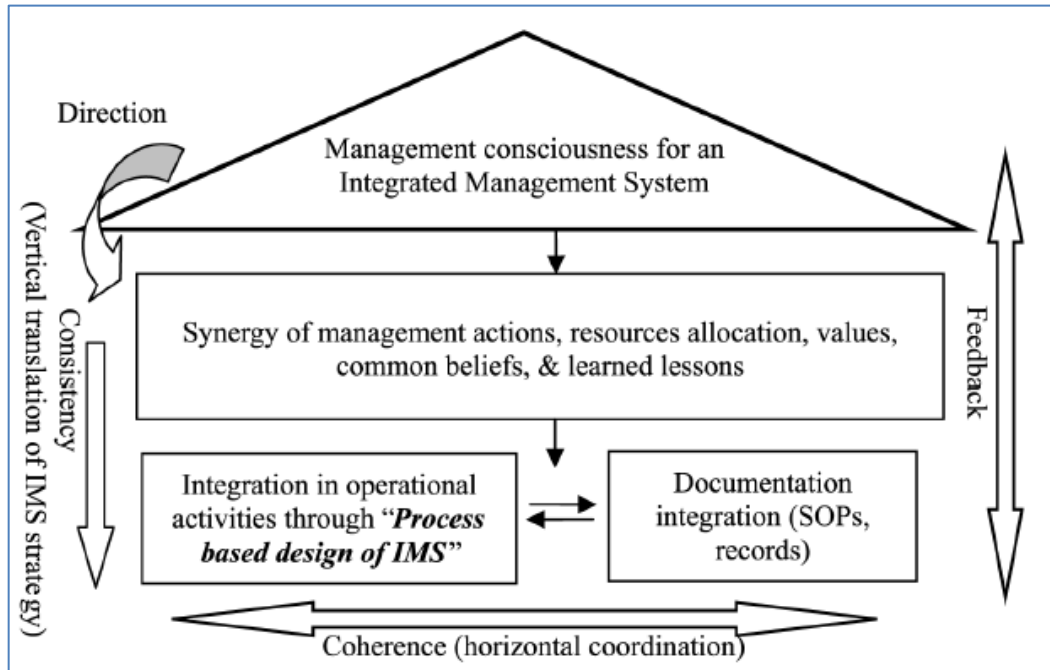 Direction
Management consciousness for an
Integrated Management System
Synergy of management actions, resources allocation, values,
common beliefs, & learned lessons
Consistency
(Vertical translation of IMS strategy)
Feedback
Integration in operational
activities through “Process
based design of IMS”
Documentation
integration (SOPs,
records)
Coherence (horizontal coordination)